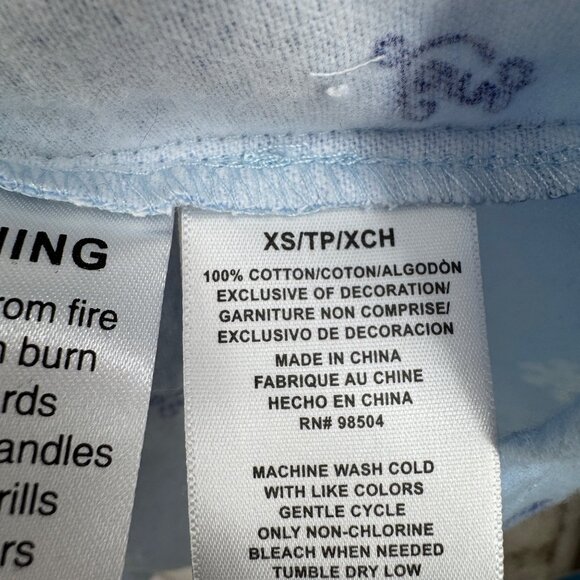 NING
rom fire
burn
rds
andles
rills
rs
XS/TP/XCH
100% COTTON/COTON/ALGODÒN
EXCLUSIVE OF DECORATION/
GARNITURE NON COMPRISE/
EXCLUSIVO DE DECORACION
MADE IN CHINA
FABRIQUE AU CHINE
HECHO EN CHINA
RN# 98504
MACHINE WASH COLD
WITH LIKE COLORS
GENTLE CYCLE
ONLY NON-CHLORINE
BLEACH WHEN NEEDED
TUMBLE DRY LOW